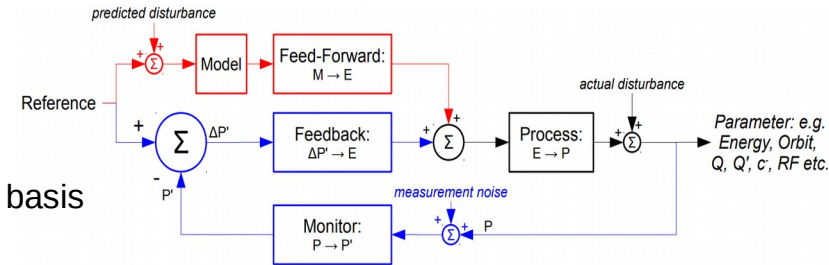 predicted disturbance
+
+
Σ
Model
Feed-Forward:
M → E
Reference
actual disturbance
+
Σ
ΔP'
Feedback:
ΔP' → E
+
+
Σ
Process:
E → P
+
+
Σ
Parameter: e.g.
Energy, Orbit,
Q, Q', c⁻, RF etc.
-
P'
basis
measurement noise
Monitor:
P → P'
+
+
Σ
P